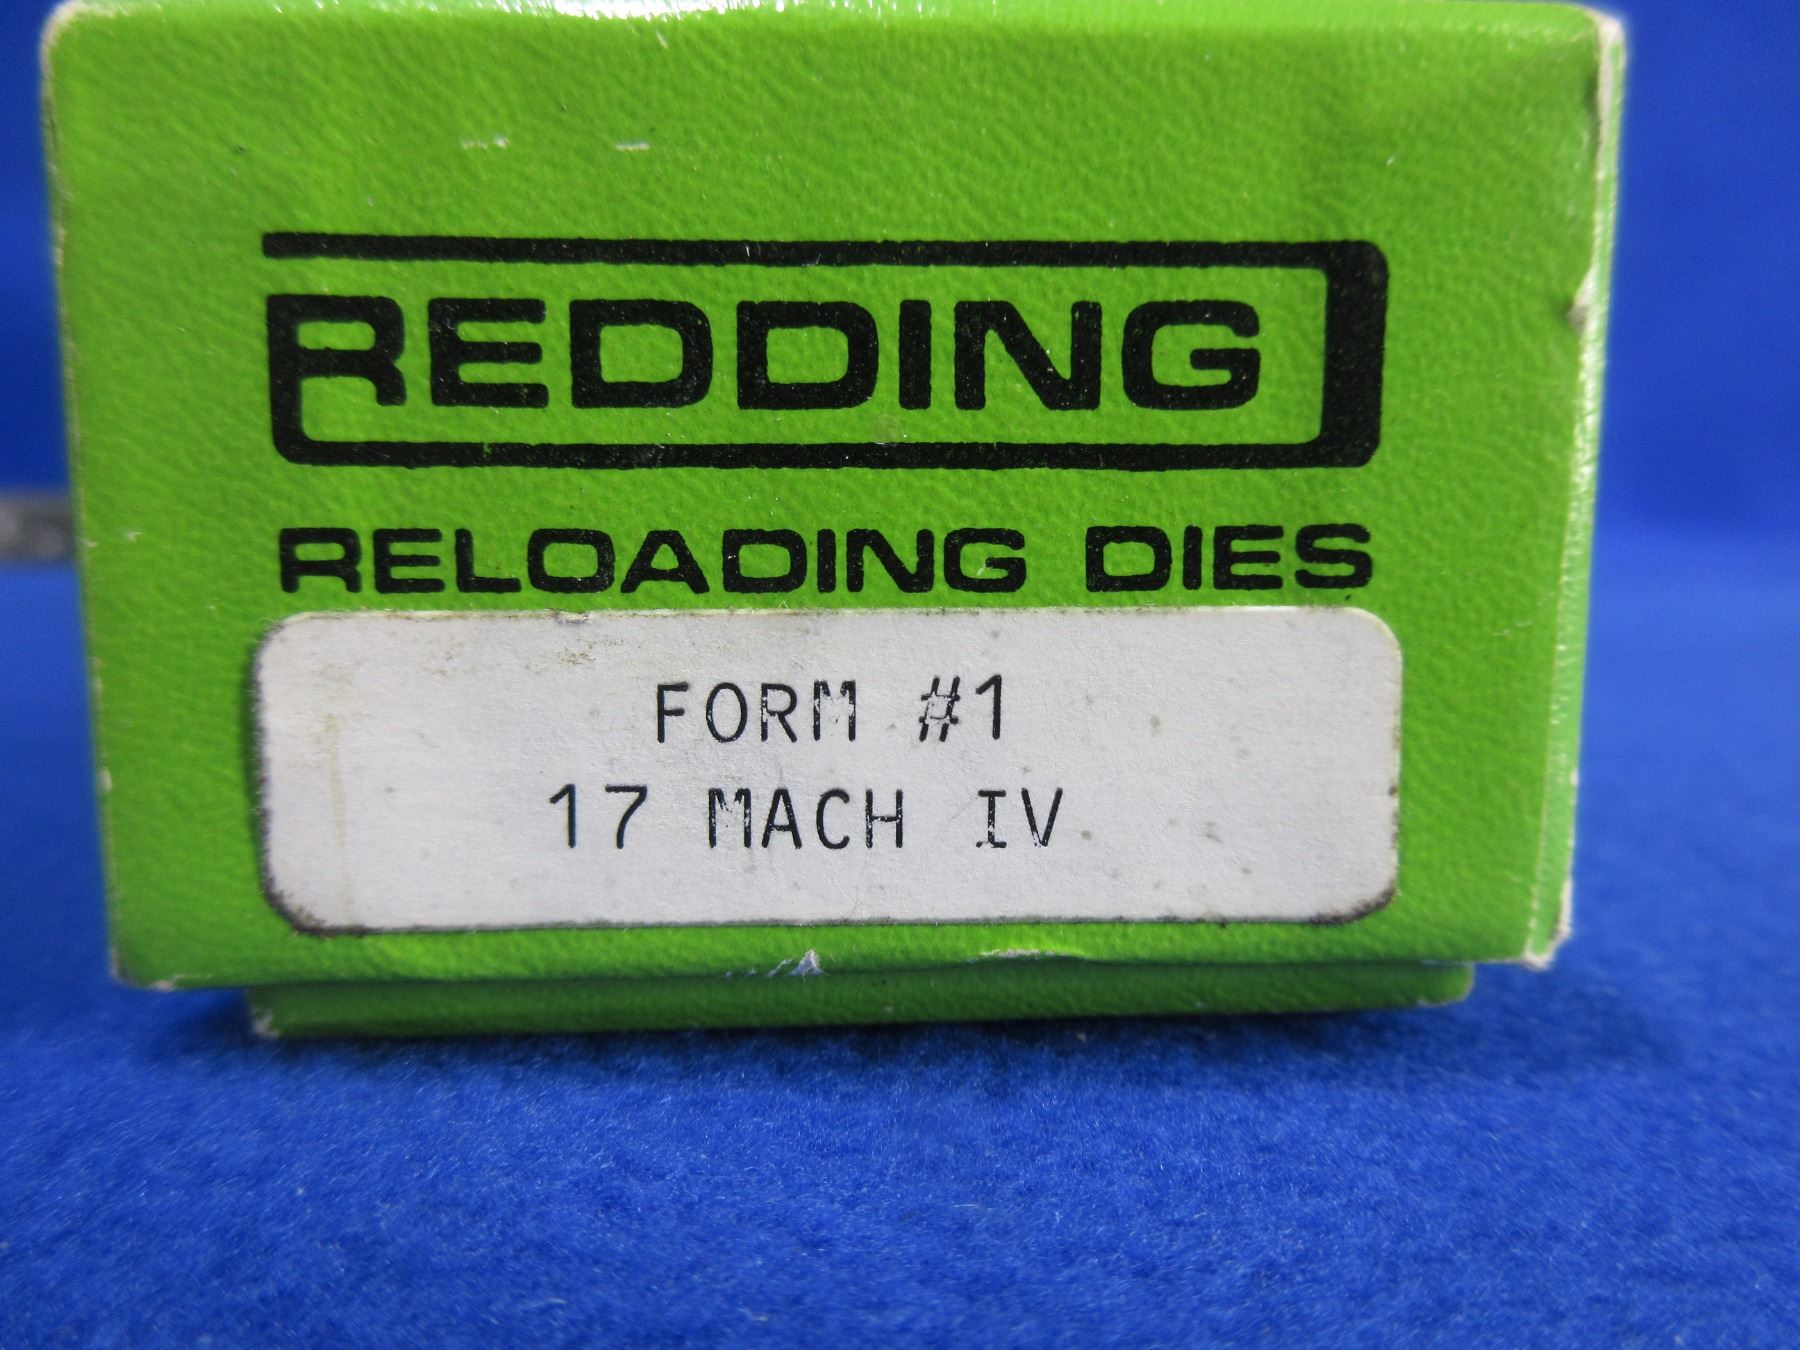 REDDING
RELOADING DIES
FORM #1
17 MACH IV